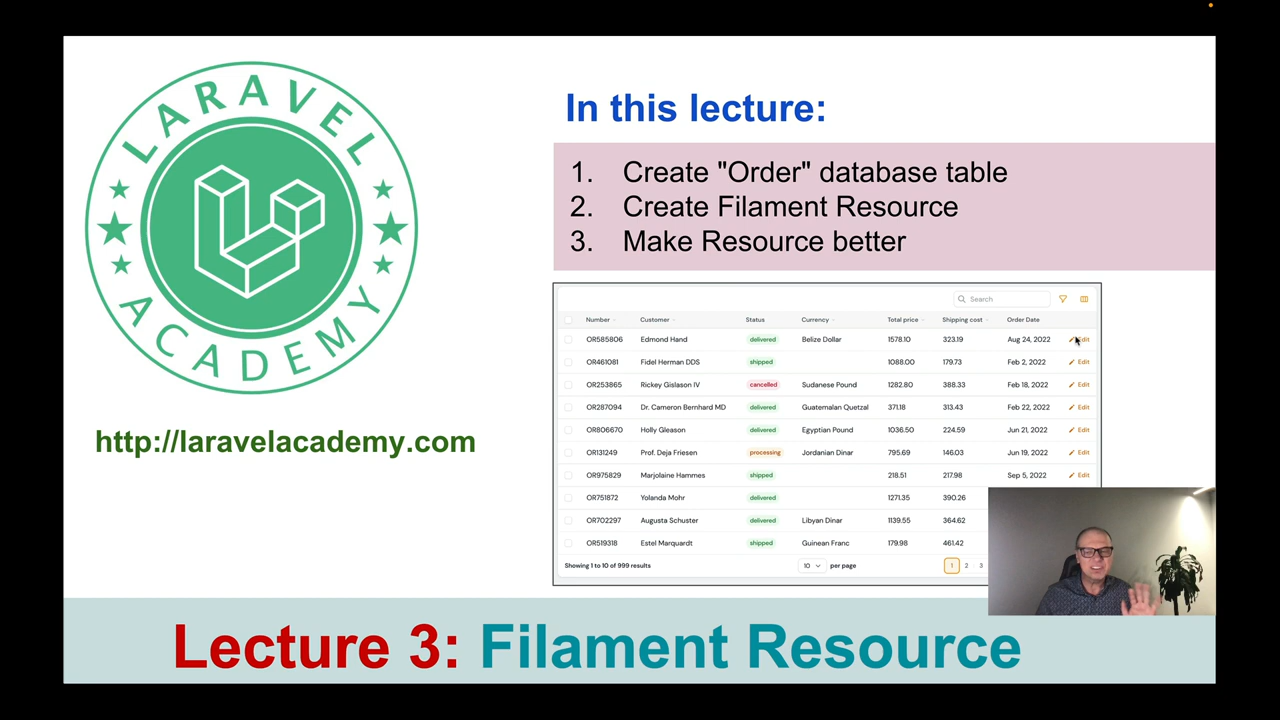 LARAVEL
ACADEMY
http://laravelacademy.com
In this lecture:
1. Create "Order" database table
2. Create Filament Resource
3. Make Resource better
Search
Number Customer Status Currency Total price Shipping cost Order Date
OR585806 Edmond Hand delivered Belize Dollar 1578.10 323.19 Aug 24, 2022 Edit
OR461081 Fidel Herman DDS shipped 1088.00 179.73 Feb 2, 2022 Edit
OR253865 Rickey Gislason IV cancelled Sudanese Pound 1282.80 388.33 Feb 18, 2022 Edit
OR287094 Dr. Cameron Bernhard MD delivered Guatemalan Quetzal 371.18 313.43 Feb 22, 2022 Edit
OR806670 Holly Gleason delivered Egyptian Pound 1036.50 224.59 Jun 21, 2022 Edit
OR131249 Prof. Deja Friesen processing Jordanian Dinar 795.69 146.03 Jun 19, 2022 Edit
OR975829 Marjolaine Hammes shipped 218.51 217.98 Sep 5, 2022 Edit
OR751872 Yolanda Mohr delivered 1271.35 390.26
OR702297 Augusta Schuster delivered Libyan Dinar 1139.55 364.62
OR519318 Estel Marquardt shipped Guinean Franc 179.98 461.42
Showing 1 to 10 of 999 results 10 per page 1 2 3
Lecture 3: Filament Resource